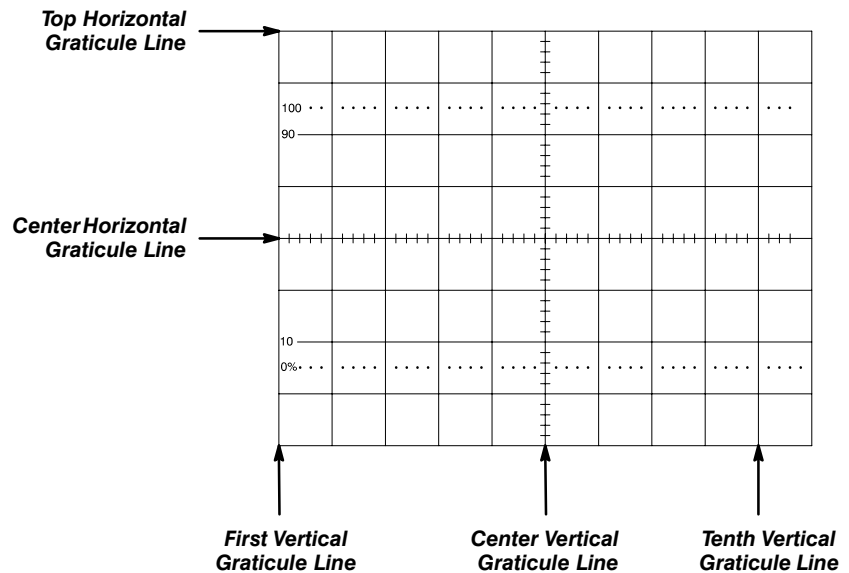 Top Horizontal
Graticule Line
100
90
Center Horizontal
Graticule Line
10
0%
First Vertical
Graticule Line
Center Vertical
Graticule Line
Tenth Vertical
Graticule Line